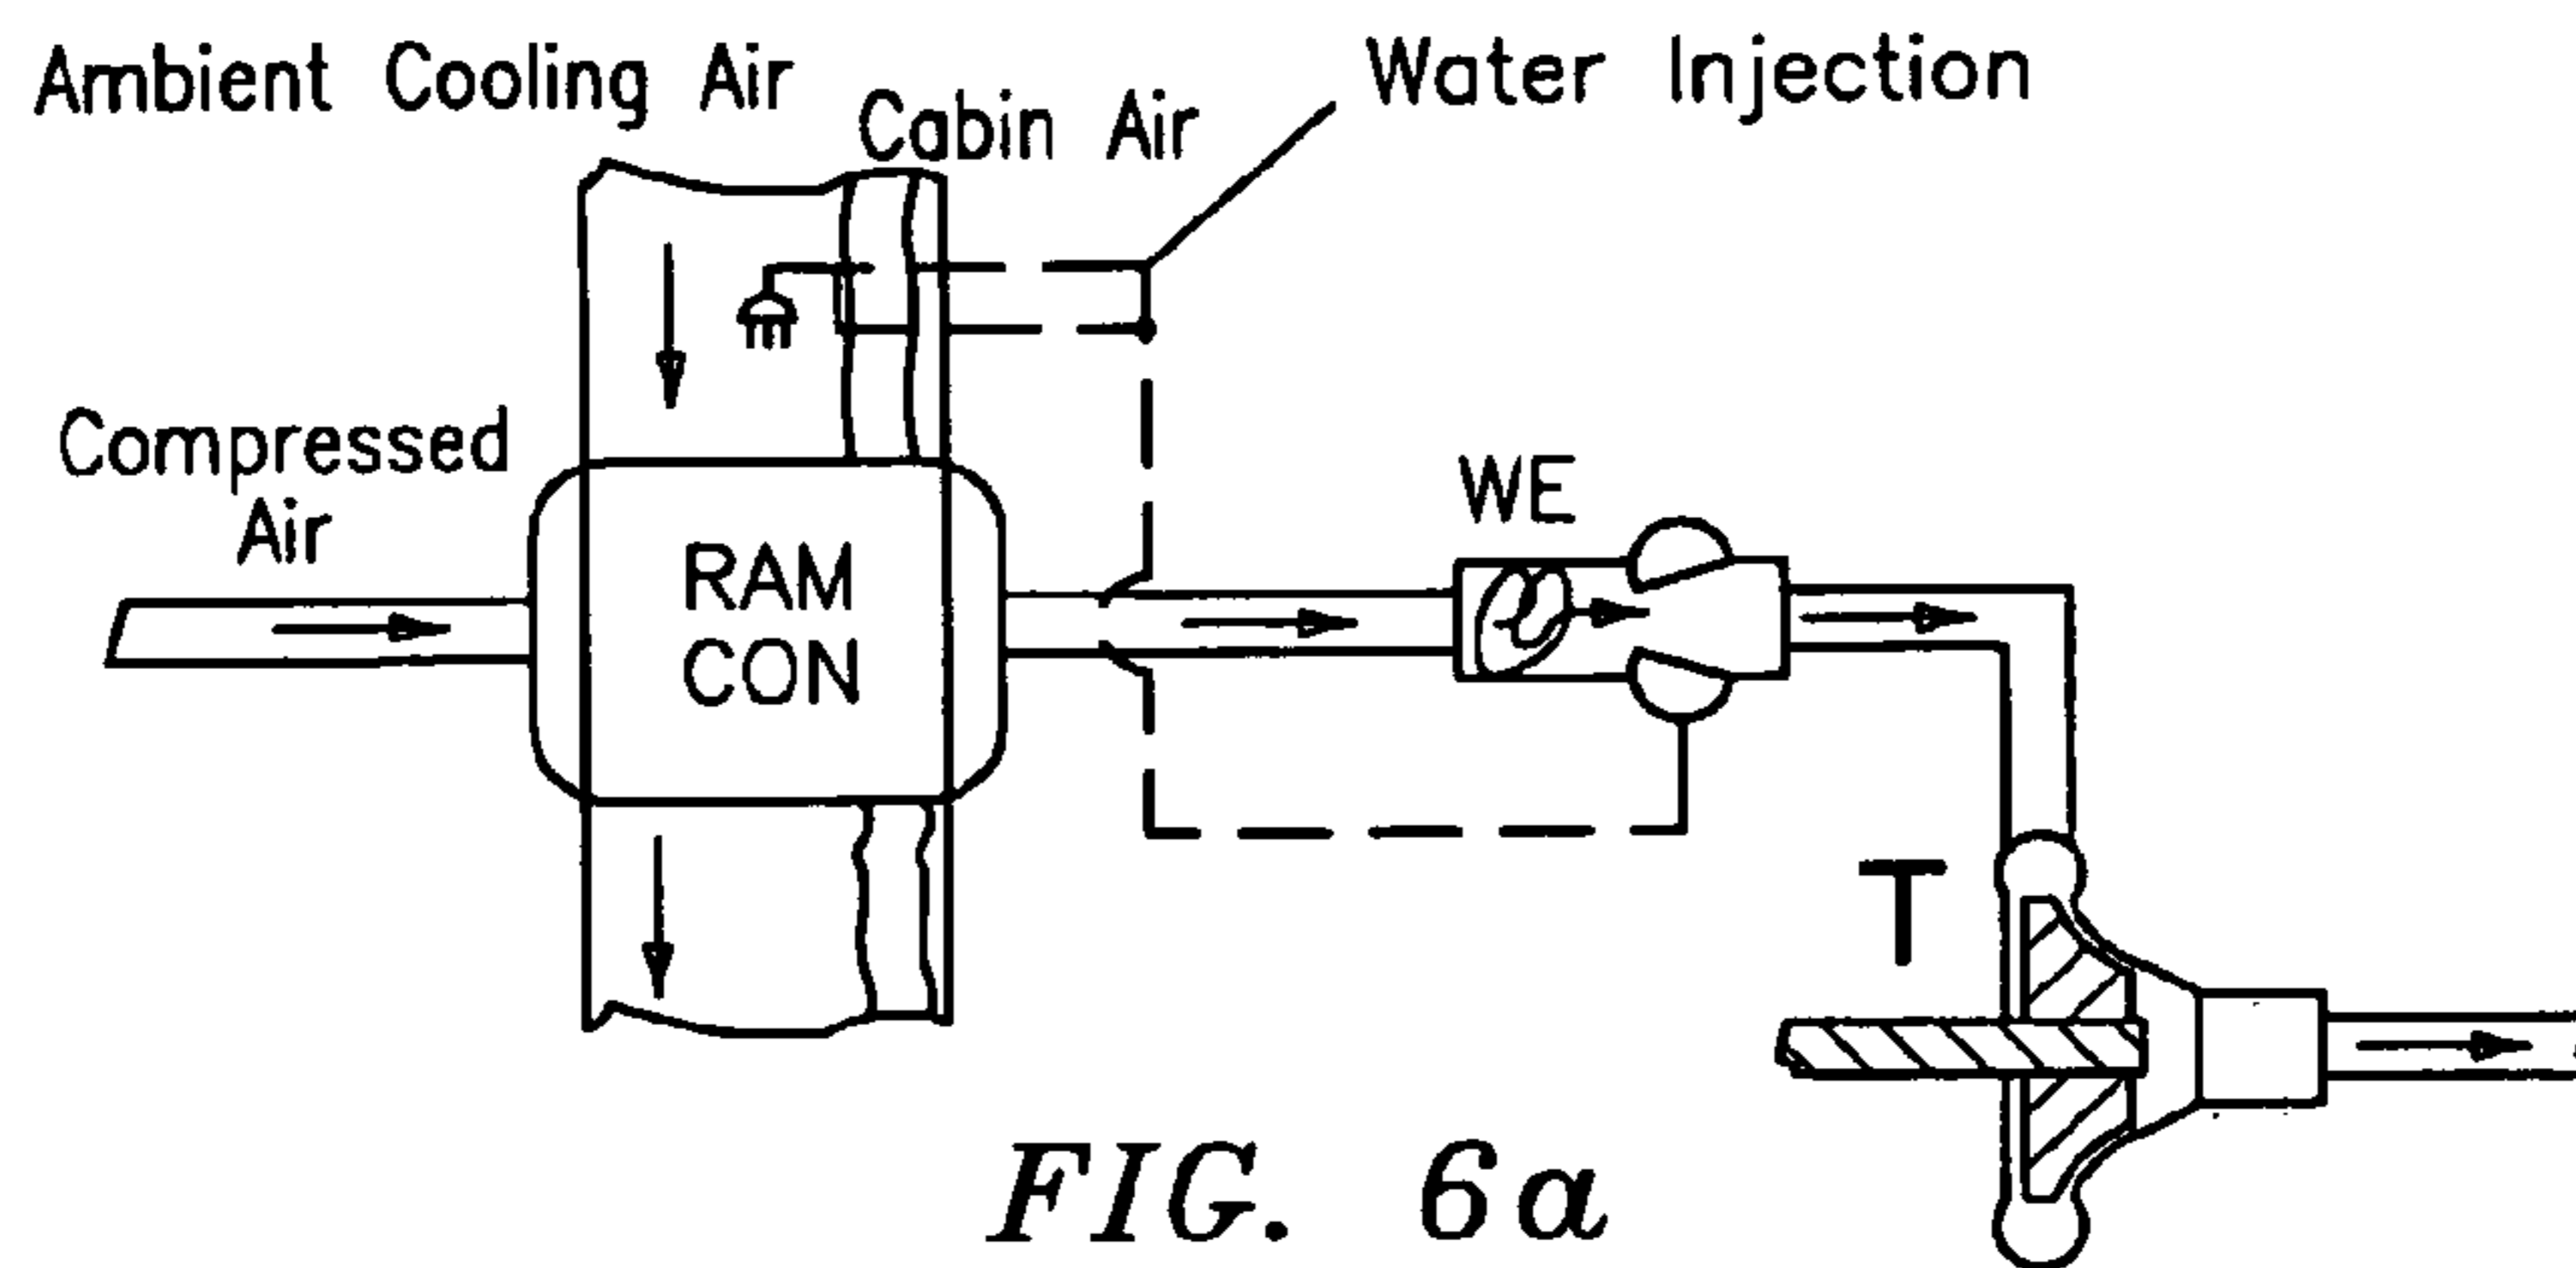 Ambient Cooling Air
Cabin Air
Water Injection
Compressed
Air
RAM
CON
WE
T
FIG. 6a